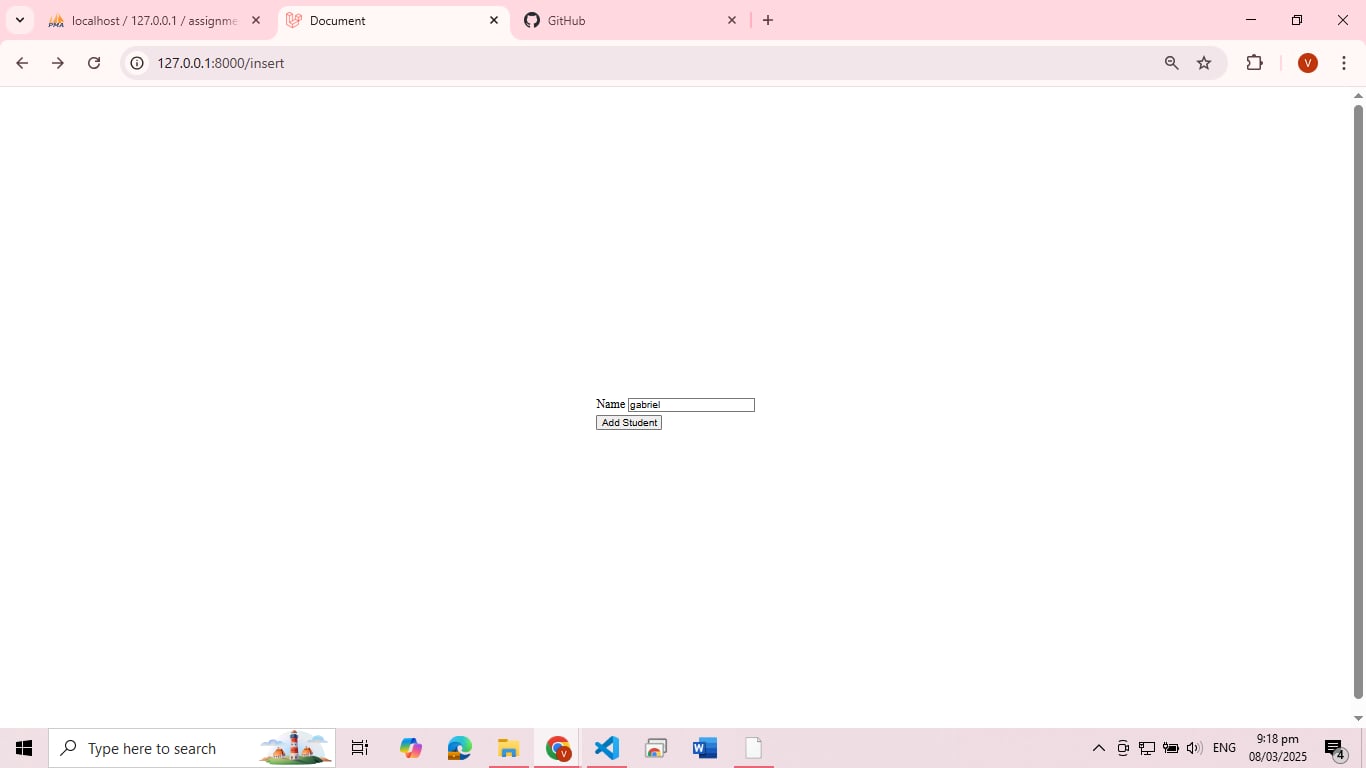 PMA localhost / 127.0.0.1 / assignme
Document
GitHub
127.0.0.1:8000/insert
V
Name gabriel
Add Student
Type here to search
V
W
ENG
9:18 pm
08/03/2025
4